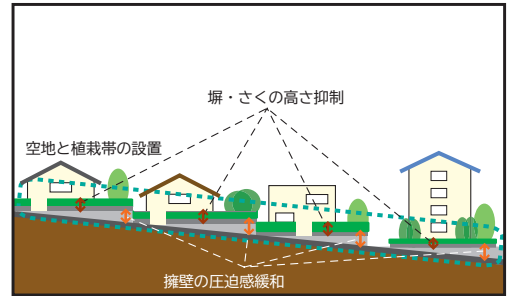 塀・さくの高さ抑制
空地と植栽帯の設置
擁壁の圧迫感緩和